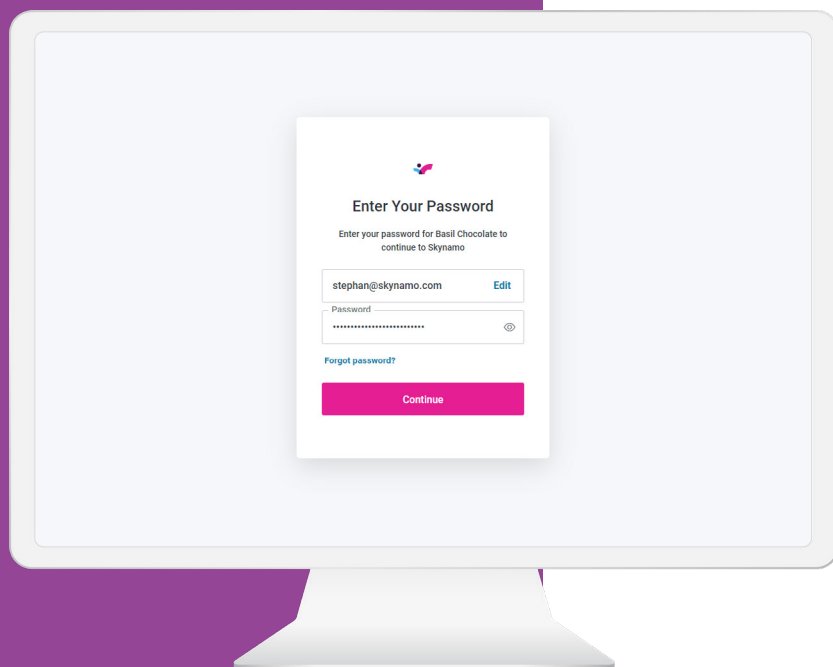 Enter Your Password
Enter your password for Basil Chocolate to
continue to Skynamo
stephan@skynamo.com Edit
Password
••••••••••••••••••••••••••
Forgot password?
Continue